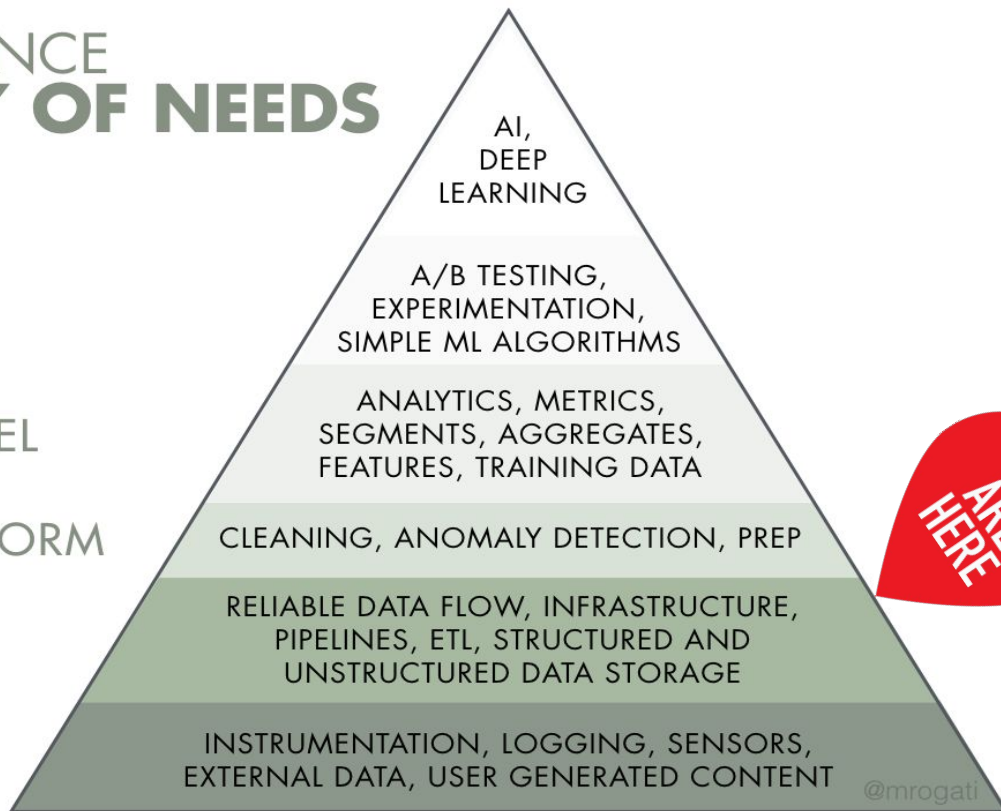 NCE
Y OF NEEDS
AI,
DEEP
LEARNING
A/B TESTING,
EXPERIMENTATION,
SIMPLE ML ALGORITHMS
ANALYTICS, METRICS,
SEGMENTS, AGGREGATES,
FEATURES, TRAINING DATA
EL
ORM
CLEANING, ANOMALY DETECTION, PREP
ARE
HERE
RELIABLE DATA FLOW, INFRASTRUCTURE,
PIPELINES, ETL, STRUCTURED AND
UNSTRUCTURED DATA STORAGE
INSTRUMENTATION, LOGGING, SENSORS,
EXTERNAL DATA, USER GENERATED CONTENT
@mrogati